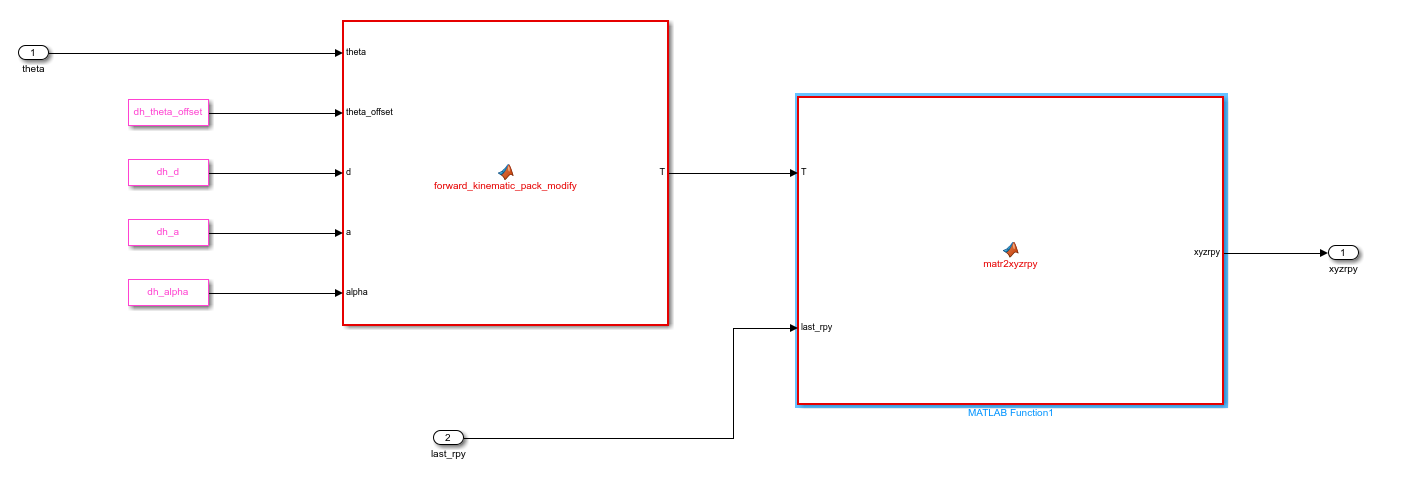 1
theta
dh_theta_offset
dh_d
dh_a
dh_alpha
theta
theta_offset
d
a
alpha
forward_kinematic_pack_modify
T
2
last_rpy
T
last_rpy
matr2xyzrpy
xyzrpy
MATLAB Function1
1
xyzrpy